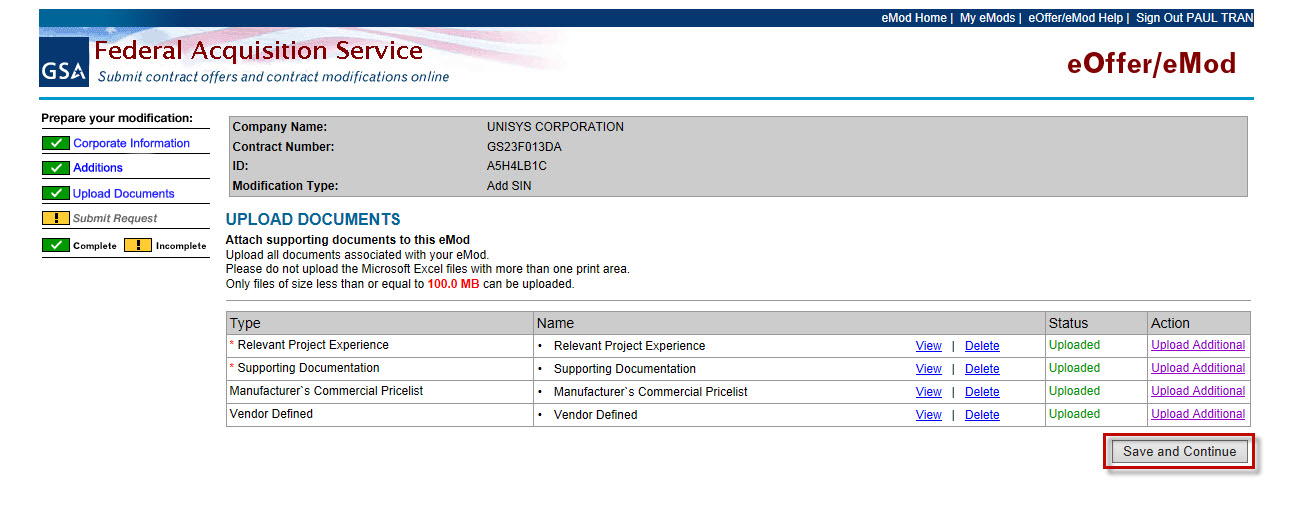 eMod Home | My eMods | eOffer/eMod Help | Sign Out PAUL TRAN
GSA Federal Acquisition Service
Submit contract offers and contract modifications online
eOffer/eMod
Prepare your modification:
Corporate Information
Additions
Upload Documents
! Submit Request
Complete ! Incomplete
Company Name: UNISYS CORPORATION
Contract Number: GS23F013DA
ID: A5H4LB1C
Modification Type: Add SIN
UPLOAD DOCUMENTS
Attach supporting documents to this eMod
Upload all documents associated with your eMod.
Please do not upload the Microsoft Excel files with more than one print area.
Only files of size less than or equal to 100.0 MB can be uploaded.
Type Name Status Action
* Relevant Project Experience • Relevant Project Experience View | Delete Uploaded Upload Additional
* Supporting Documentation • Supporting Documentation View | Delete Uploaded Upload Additional
Manufacturer`s Commercial Pricelist • Manufacturer`s Commercial Pricelist View | Delete Uploaded Upload Additional
Vendor Defined • Vendor Defined View | Delete Uploaded Upload Additional
Save and Continue